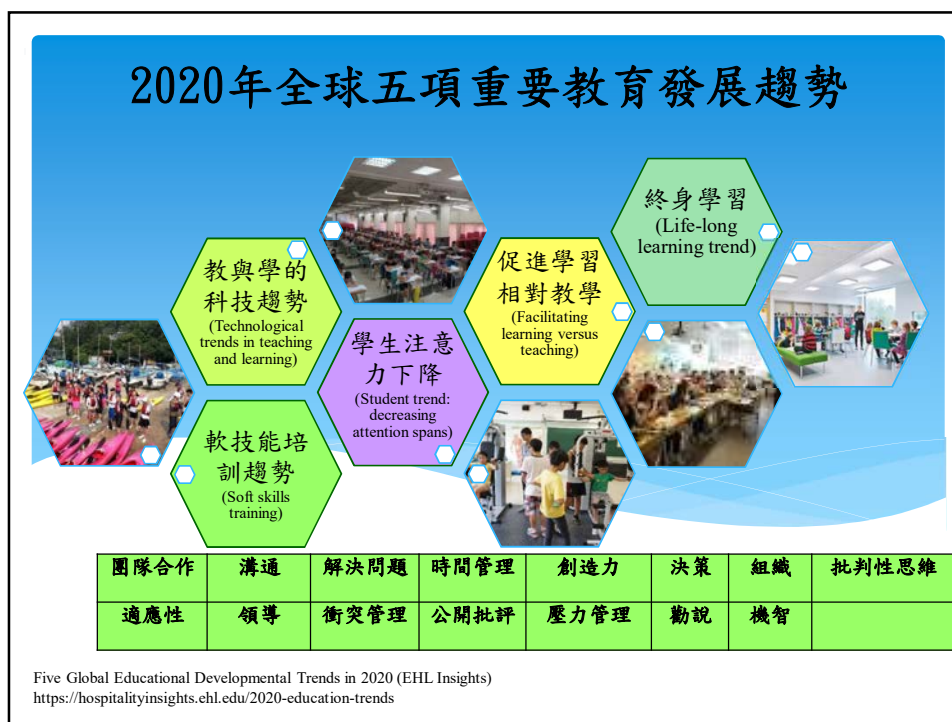 2020年全球五項重要教育發展趨勢
教與學的
科技趨勢
(Technological
trends in teaching
and learning)
軟技能培
訓趨勢
(Soft skills
training)
學生注意
力下降
(Student trend:
decreasing
attention spans)
促進學習
相對教學
(Facilitating
learning versus
teaching)
終身學習
(Life-long
learning trend)
團隊合作 溝通 解決問題 時間管理 創造力 決策 組織 批判性思維
適應性 領導 衝突管理 公開批評 壓力管理 勸說 機智
Five Global Educational Developmental Trends in 2020 (EHL Insights)
https://hospitalityinsights.ehl.edu/2020-education-trends